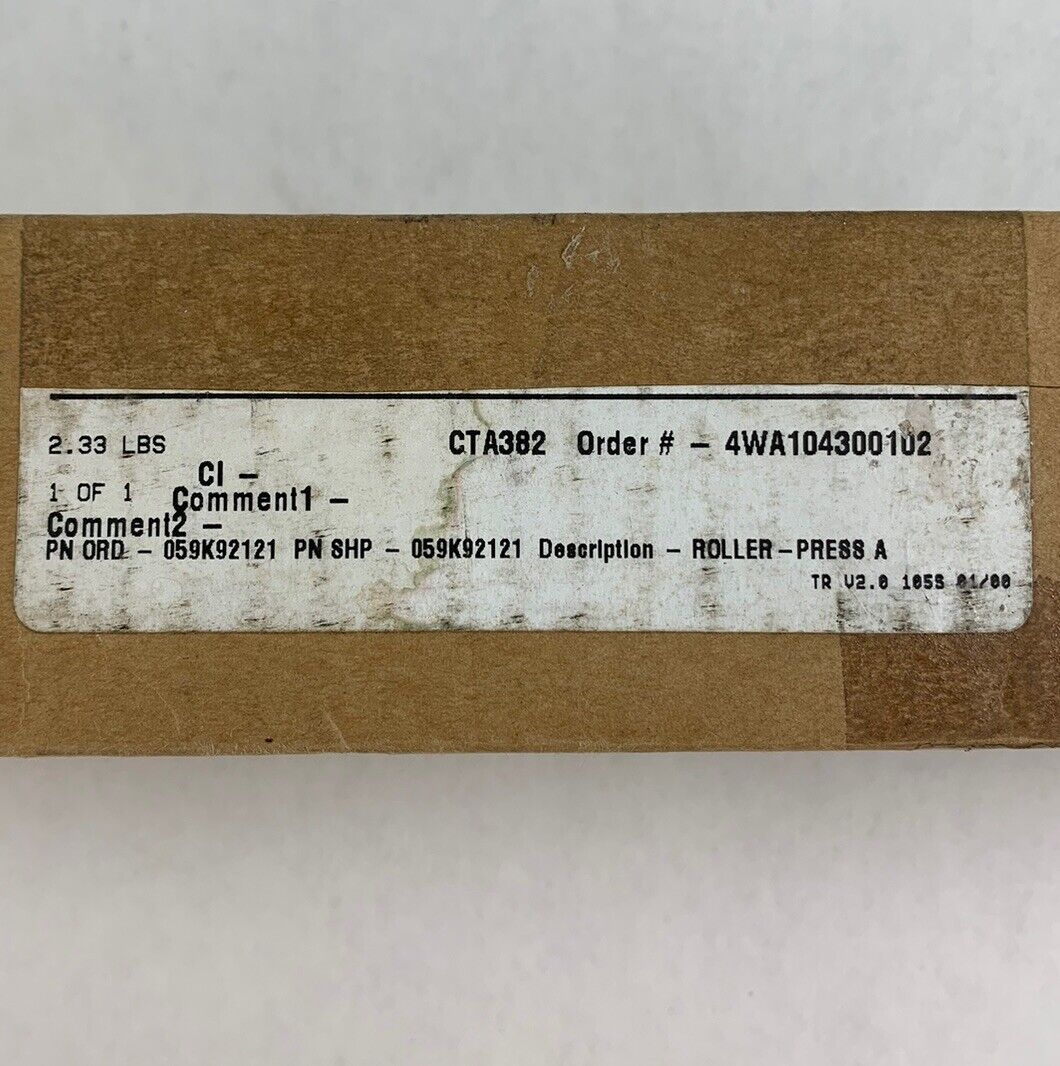 2.33 LBS CTA382 Order # - 4WA104300102
CI -
1 OF 1 Comment1 -
Comment2 -
PN ORD - 059K92121 PN SHP - 059K92121 Description - ROLLER-PRESS A
TR V2.0 105S 01/00